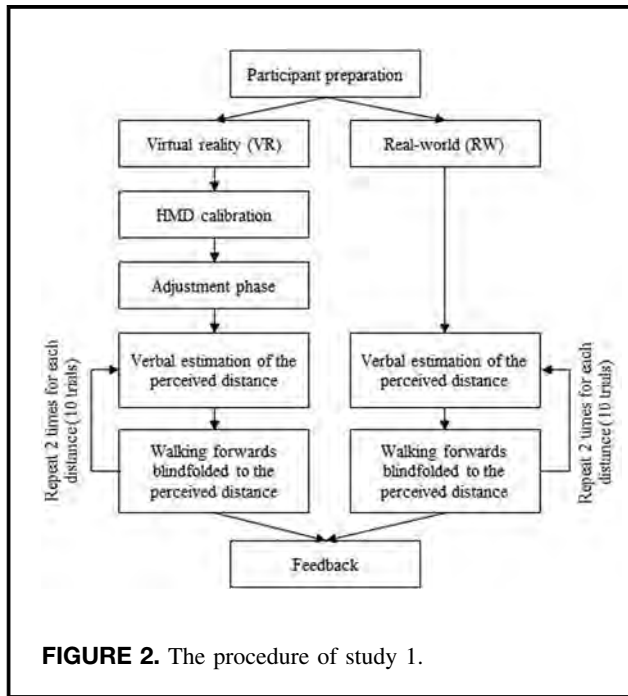 Participant preparation
Virtual reality (VR)
Real-world (RW)
HMD calibration
Adjustment phase
Verbal estimation of the
perceived distance
Verbal estimation of the
perceived distance
Repeat 2 times for each
distance (10 trials)
Repeat 2 times for each
distance (10 trials)
Walking forwards
blindfolded to the
perceived distance
Walking forwards
blindfolded to the
perceived distance
Feedback
FIGURE 2. The procedure of study 1.